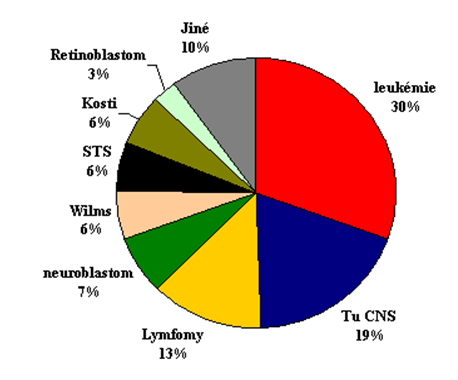 Jiné
10%
Retinoblastom
3%
leukémie
30%
Kosti
6%
STS
6%
Wilms
6%
neuroblastom
7%
Tu CNS
19%
Lymfomy
13%